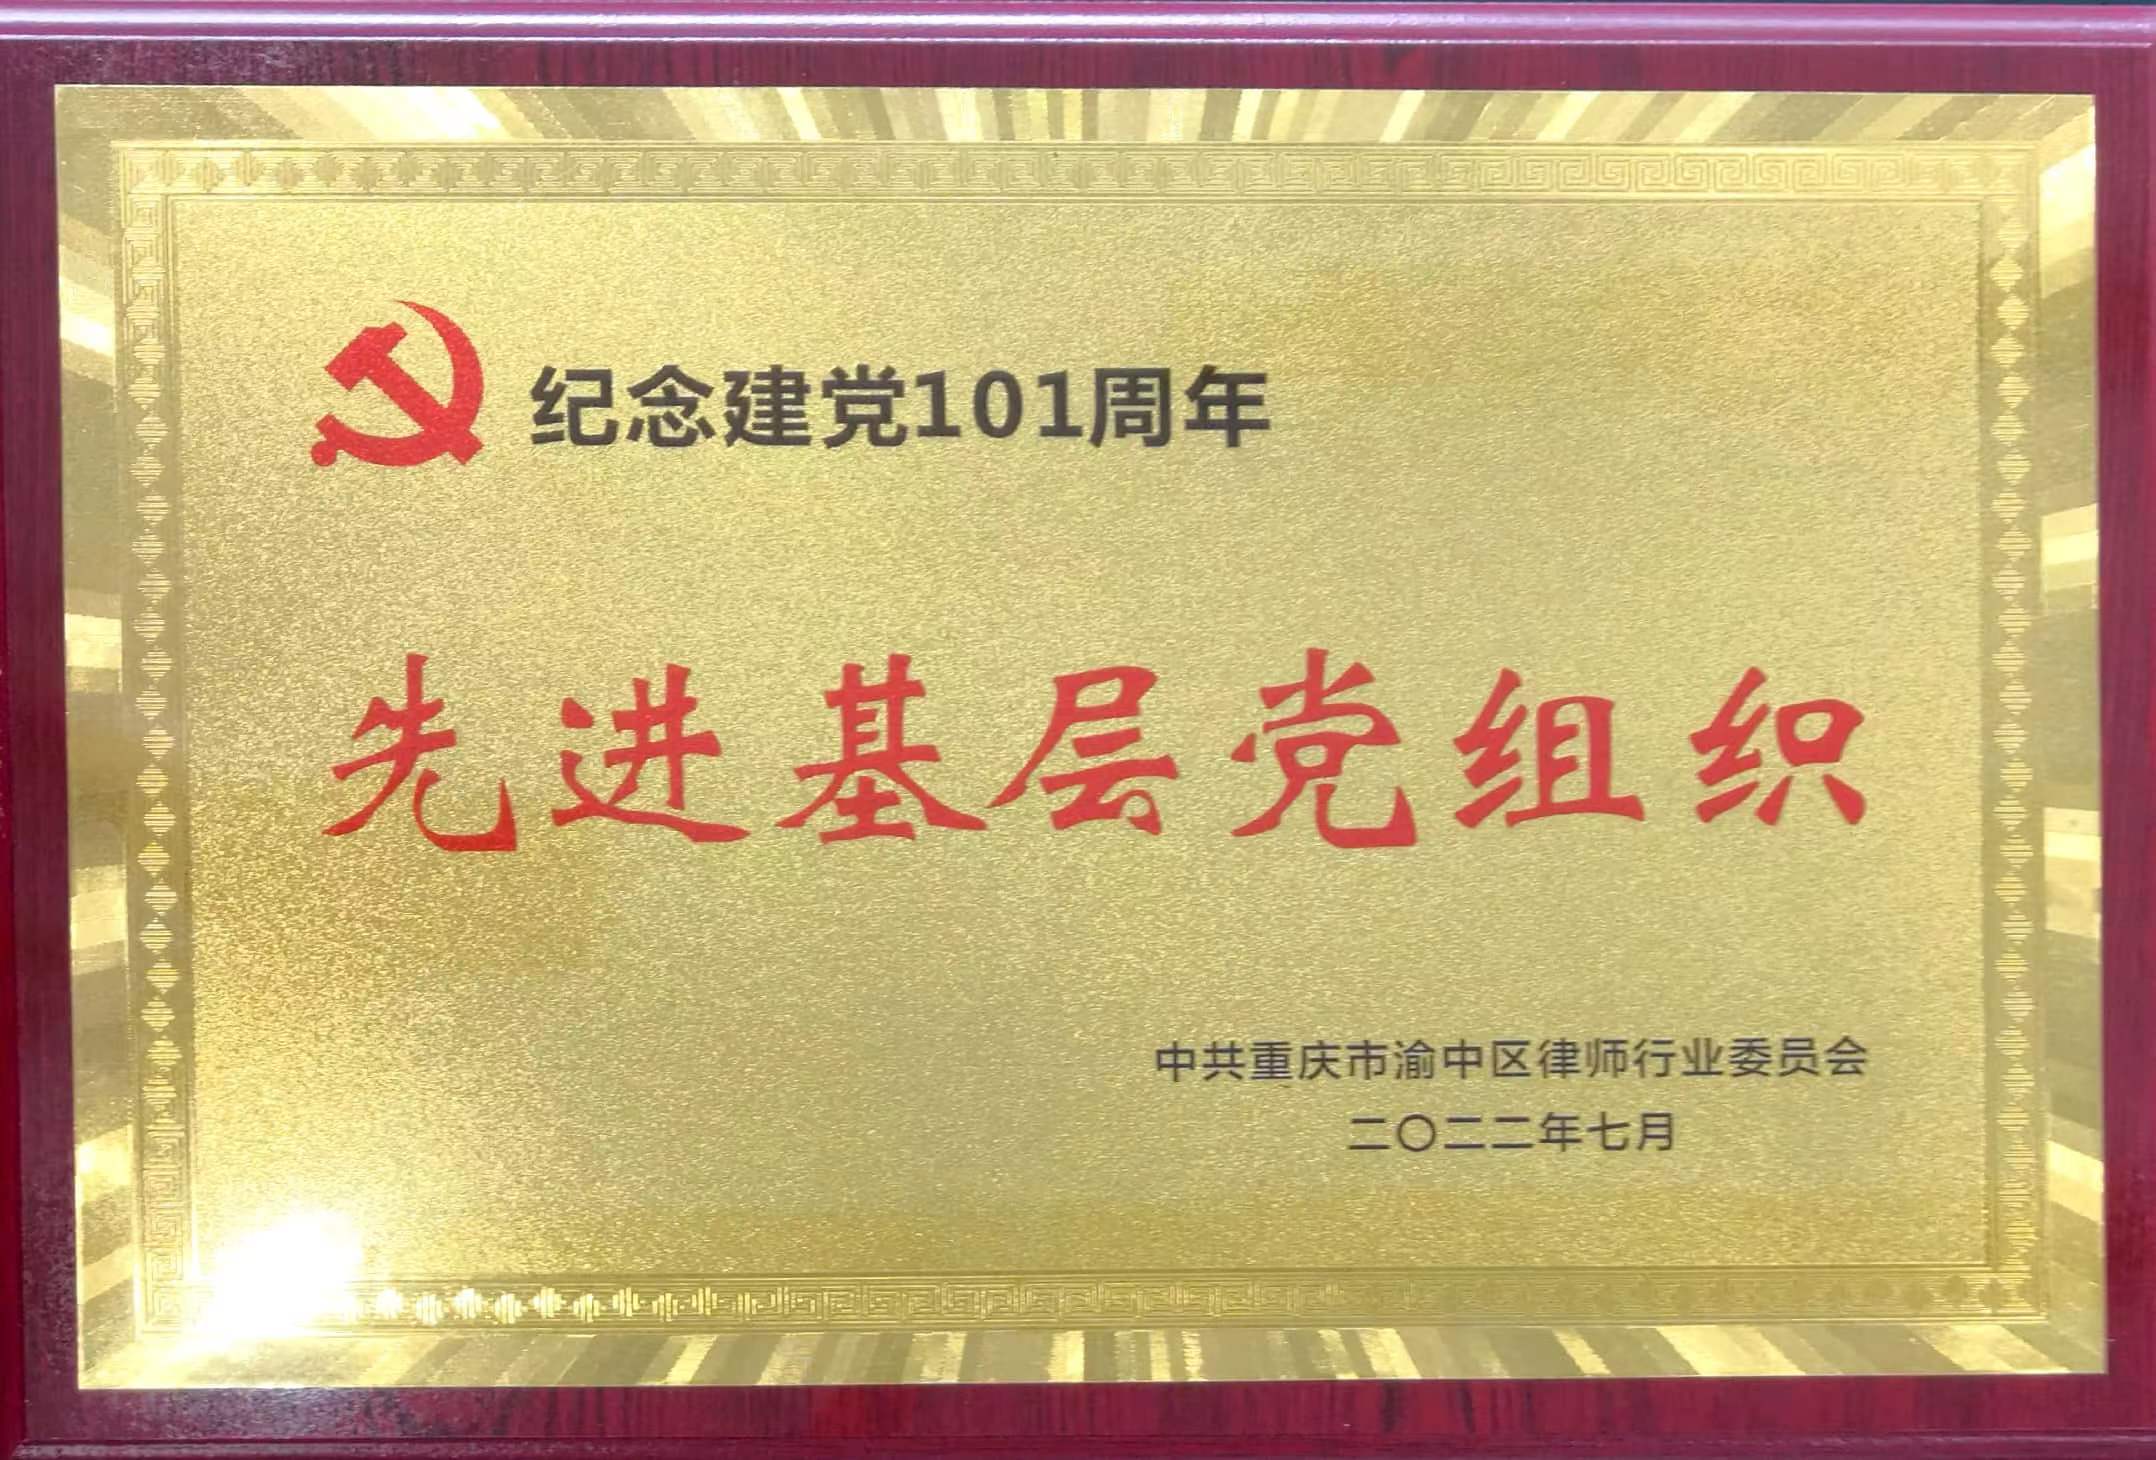 纪念建党101周年
先进基层党组织
中共重庆市渝中区律师行业委员会
二〇二二年七月